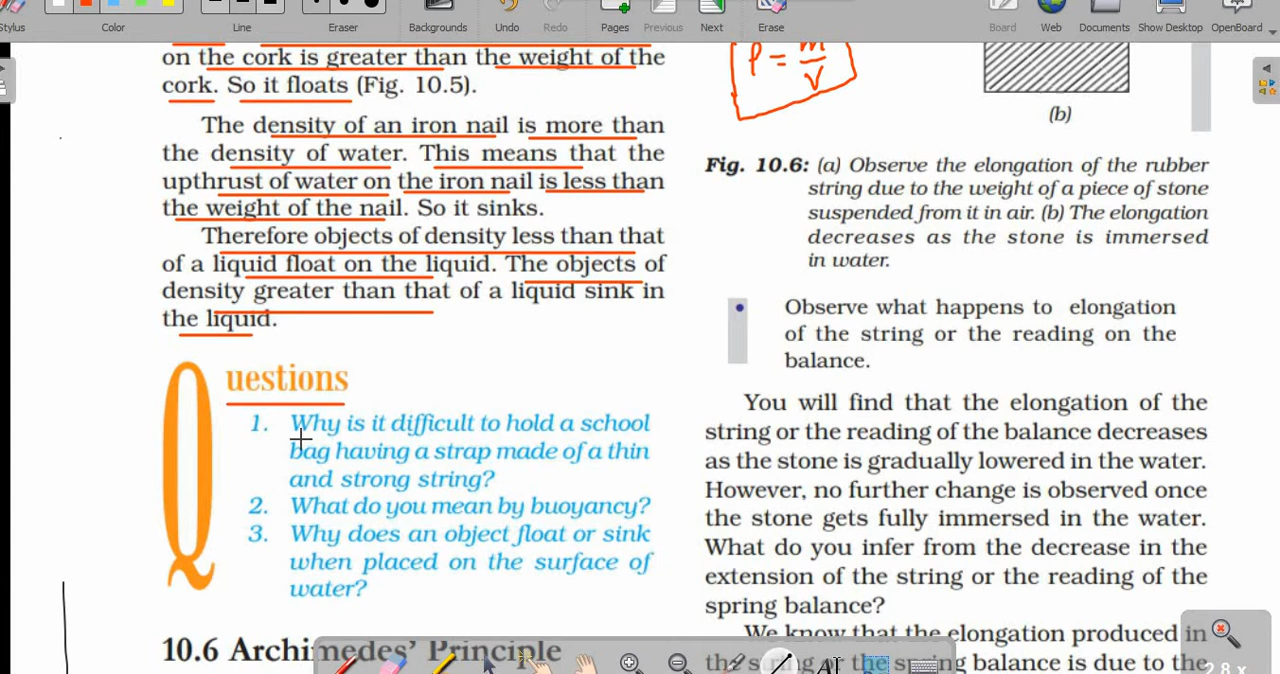 Stylus
Color
Line
Eraser
Backgrounds
Undo
Redo
Pages
Previous
Next
Erase
Board
Web
Documents
Show Desktop
OpenBoard
on the cork is greater than the weight of the
cork. So it floats (Fig. 10.5).
The density of an iron nail is more than
the density of water. This means that the
upthrust of water on the iron nail is less than
the weight of the nail. So it sinks.
Therefore objects of density less than that
of a liquid float on the liquid. The objects of
density greater than that of a liquid sink in
the liquid.
Questions
1. Why is it difficult to hold a school
bag having a strap made of a thin
and strong string?
2. What do you mean by buoyancy?
3. Why does an object float or sink
when placed on the surface of
water?
10.6 Archimedes’ Principle
ρ = m/V
(b)
Fig. 10.6: (a) Observe the elongation of the rubber
string due to the weight of a piece of stone
suspended from it in air. (b) The elongation
decreases as the stone is immersed
in water.
• Observe what happens to elongation
of the string or the reading on the
balance.
You will find that the elongation of the
string or the reading of the balance decreases
as the stone is gradually lowered in the water.
However, no further change is observed once
the stone gets fully immersed in the water.
What do you infer from the decrease in the
extension of the string or the reading of the
spring balance?
We know that the elongation produced in
the string or the spring balance is due to the
2.8 x